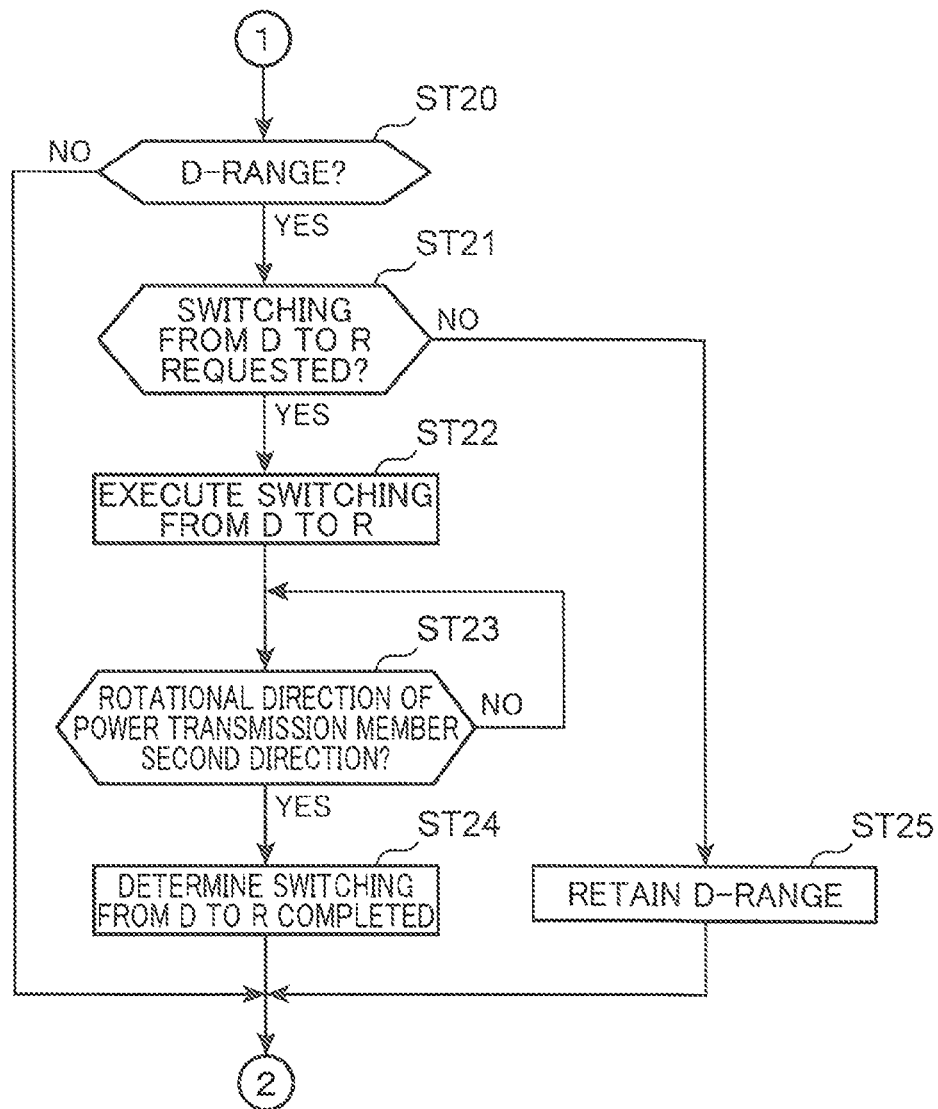 1
ST20
NO
D-RANGE?
YES
ST21
SWITCHING
FROM D TO R
REQUESTED?
NO
YES
ST22
EXECUTE SWITCHING
FROM D TO R
ST23
ROTATIONAL DIRECTION OF
POWER TRANSMISSION MEMBER
SECOND DIRECTION?
NO
YES
ST24
DETERMINE SWITCHING
FROM D TO R COMPLETED
ST25
RETAIN D-RANGE
2